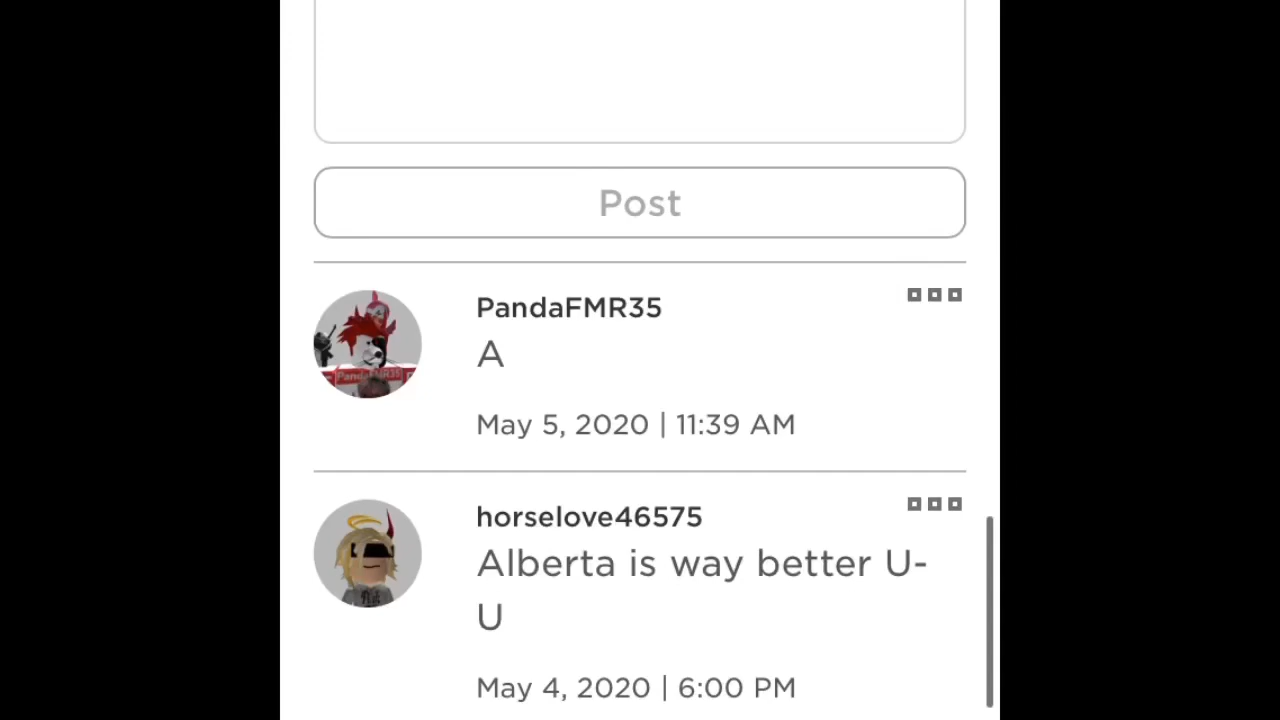 Post
PandaFMR35
A
PandaFMR35
May 5, 2020 | 11:39 AM
horselove46575
Alberta is way better U-
U
May 4, 2020 | 6:00 PM